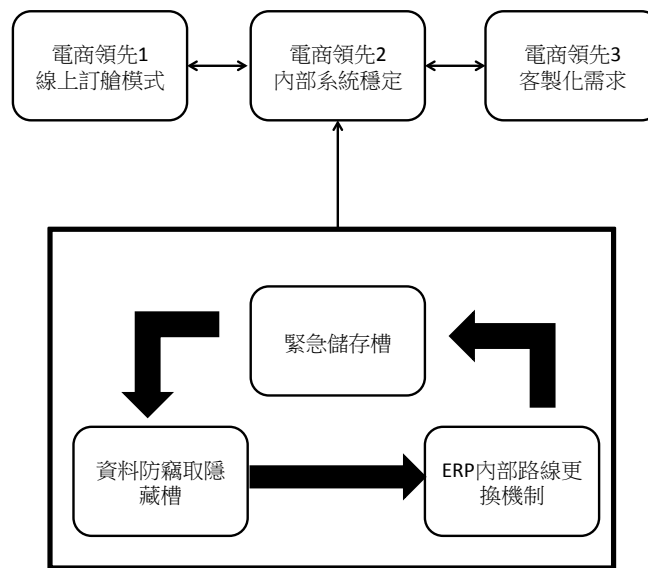 電商領先1
線上訂艙模式
電商領先2
內部系統穩定
電商領先3
客製化需求
緊急儲存槽
資料防竊取隱
藏槽
ERP內部路線更
換機制